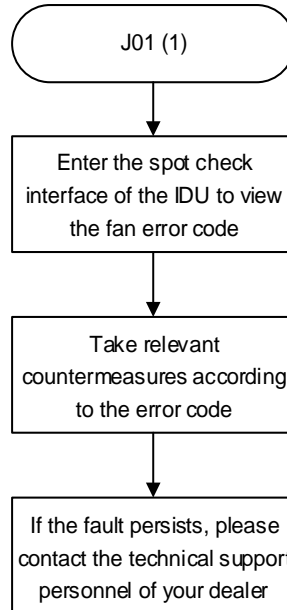 J01 (1)
Enter the spot check
interface of the IDU to view
the fan error code
Take relevant
countermeasures according
to the error code
If the fault persists, please
contact the technical support
personnel of your dealer